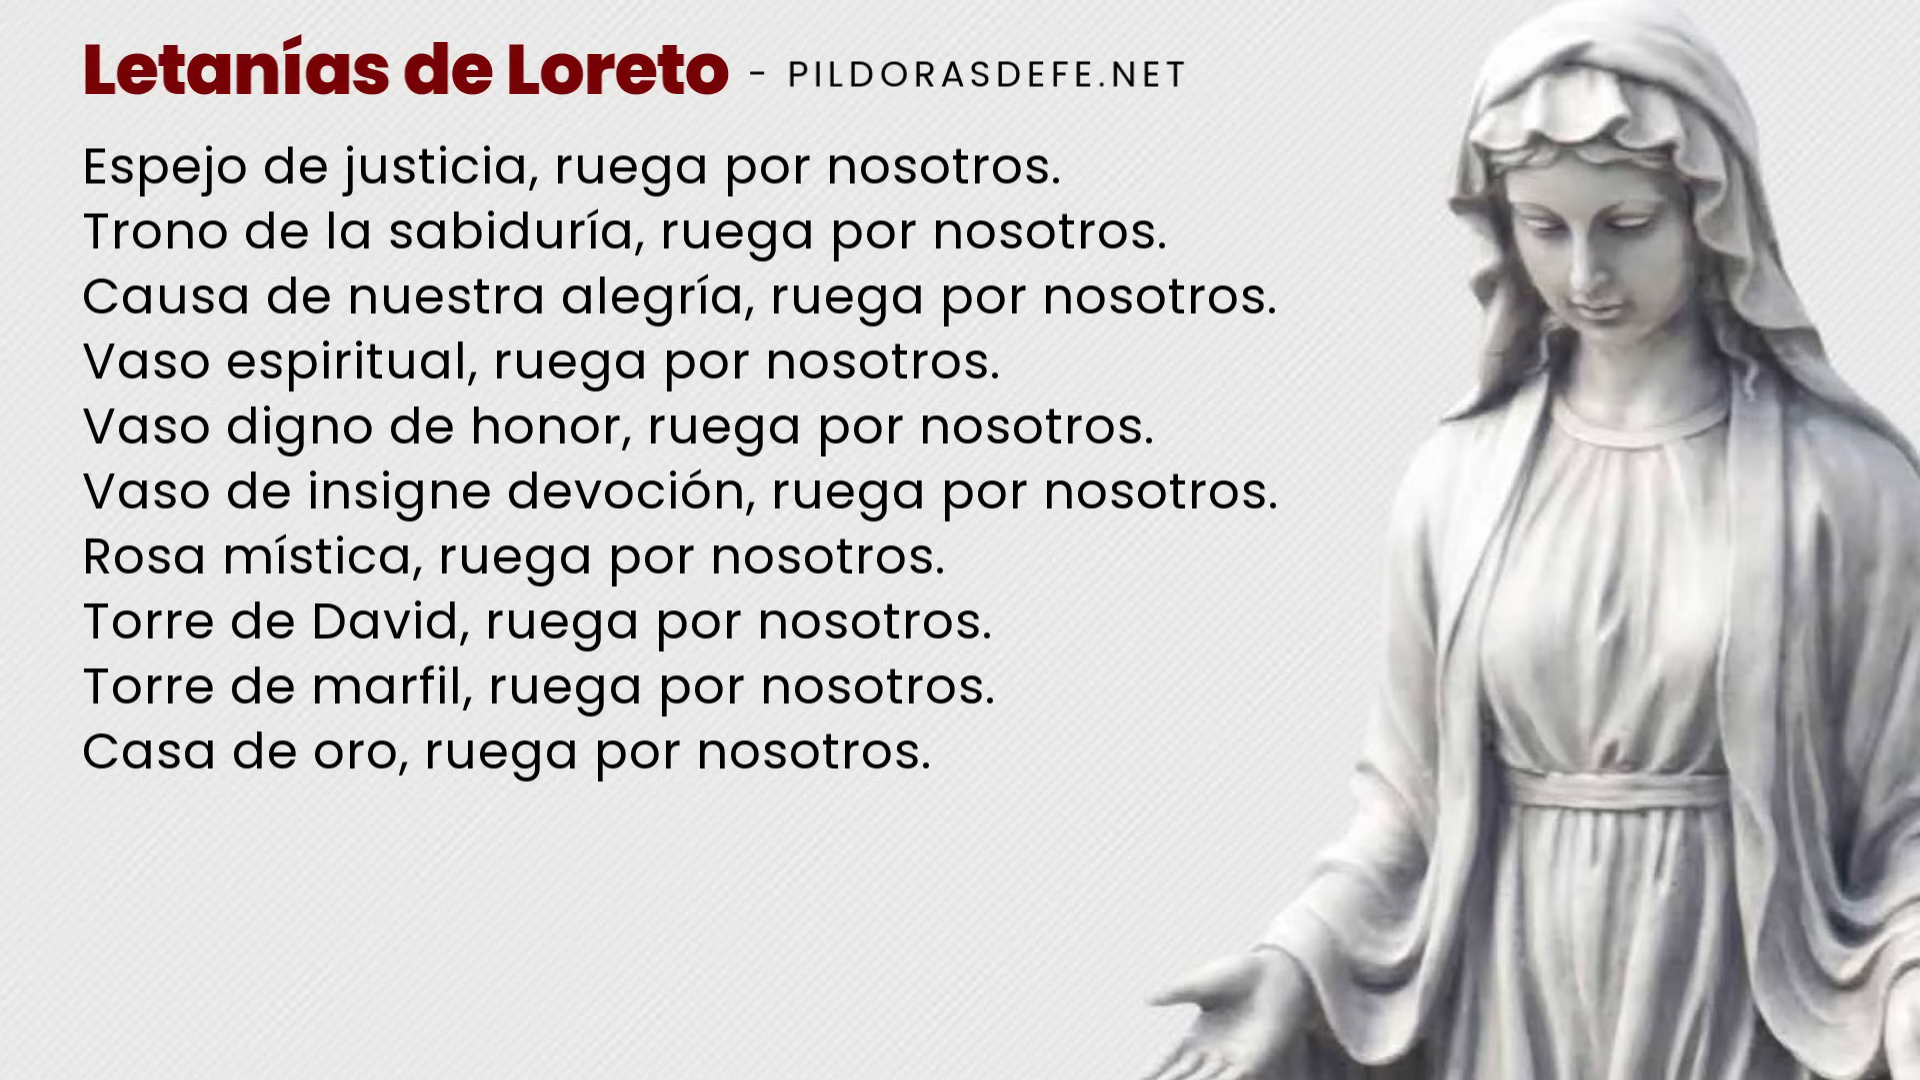 Letanías de Loreto - PILDORASDEFE.NET
Espejo de justicia, ruega por nosotros.
Trono de la sabiduría, ruega por nosotros.
Causa de nuestra alegría, ruega por nosotros.
Vaso espiritual, ruega por nosotros.
Vaso digno de honor, ruega por nosotros.
Vaso de insigne devoción, ruega por nosotros.
Rosa mística, ruega por nosotros.
Torre de David, ruega por nosotros.
Torre de marfil, ruega por nosotros.
Casa de oro, ruega por nosotros.